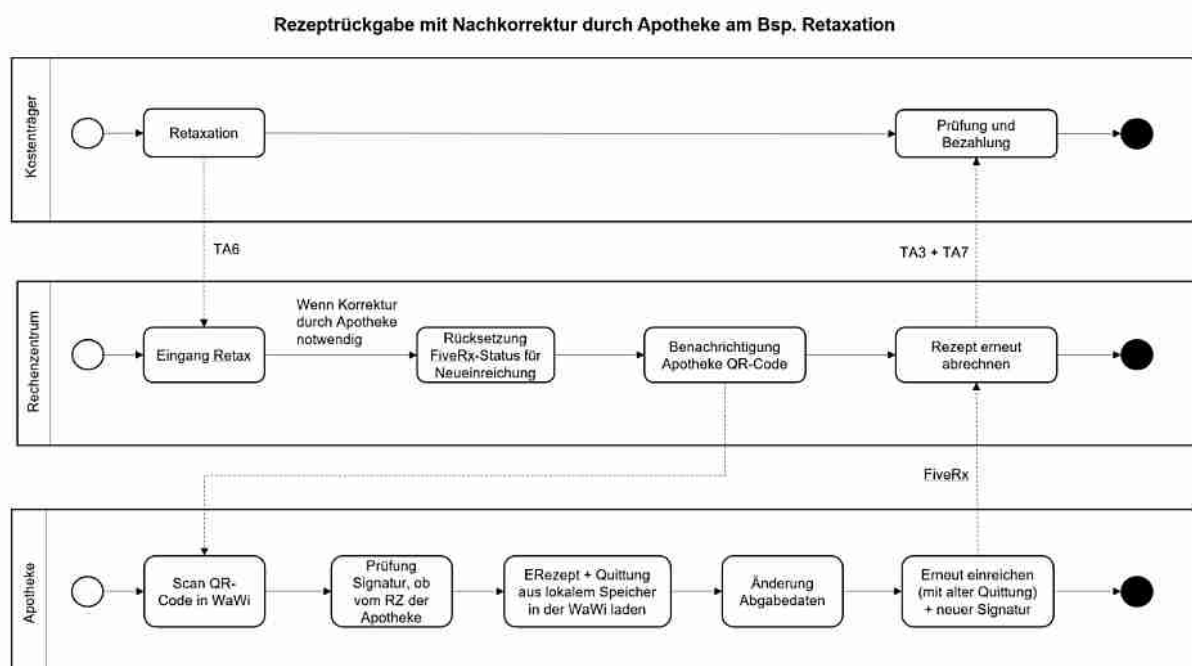 Rezeptrückgabe mit Nachkorrektur durch Apotheke am Bsp. Retaxation
Kostenträger
Retaxation
Prüfung und
Bezahlung
TA6
TA3 + TA7
Rechenzentrum
Eingang Retax
Wenn Korrektur
durch Apotheke
notwendig
Rücksetzung
FiveRx-Status für
Neueinreichung
Benachrichtigung
Apotheke QR-Code
Rezept erneut
abrechnen
FiveRx
Apotheke
Scan QR-
Code in WaWi
Prüfung
Signatur, ob
vom RZ der
Apotheke
ERezept + Quittung
aus lokalem Speicher
in der WaWi laden
Änderung
Abgabedaten
Erneut einreichen
(mit alter Quittung)
+ neuer Signatur